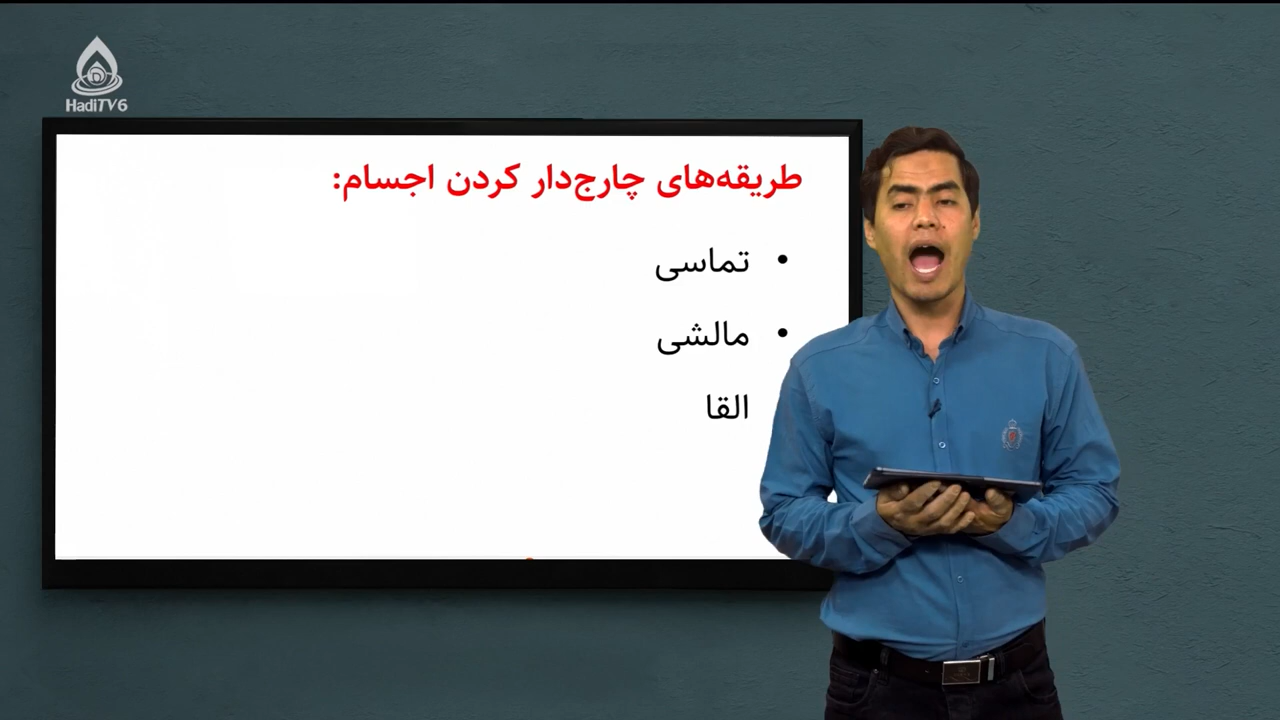 HadiTV6
طریقه‌های چارج‌دار کردن اجسام:
• تماسی
• مالشی
القا